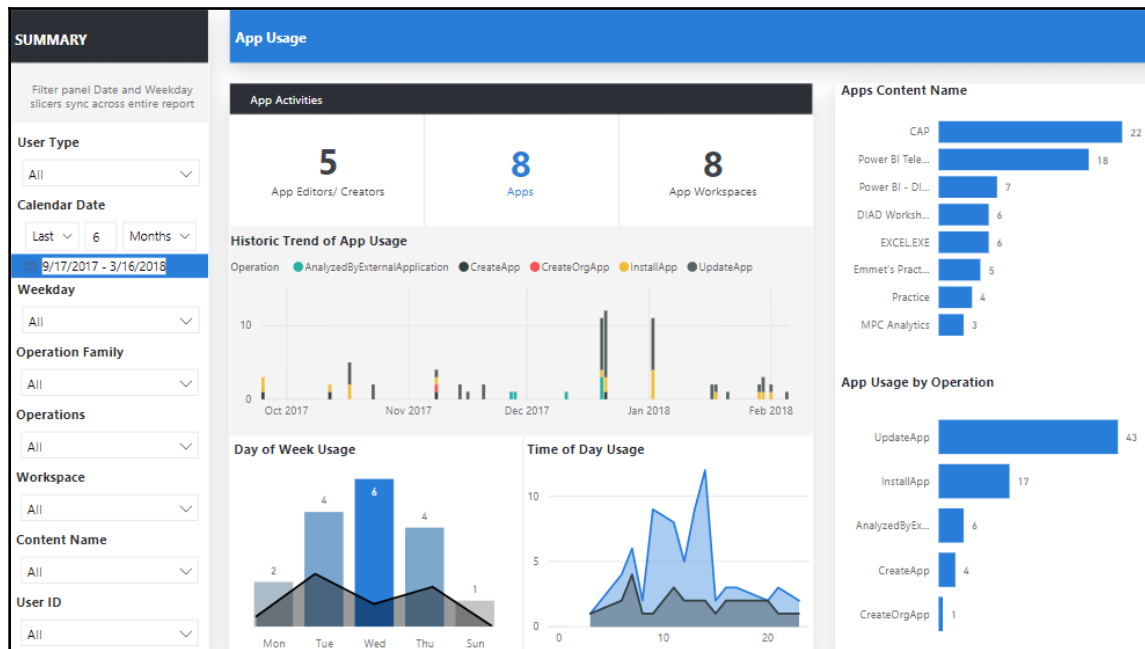 SUMMARY
App Usage
Filter panel Date and Weekday
slicers sync across entire report
User Type
All
Calendar Date
Last 6 Months
9/17/2017 - 3/16/2018
Weekday
All
Operation Family
All
Operations
All
Workspace
All
Content Name
All
User ID
All
App Activities
5
App Editors/ Creators
8
Apps
8
App Workspaces
Historic Trend of App Usage
Operation AnalyzedByExternalApplication CreateApp CreateOrgApp InstallApp UpdateApp
10
0
Oct 2017 Nov 2017 Dec 2017 Jan 2018 Feb 2018
Day of Week Usage
2 4 6 4 1
Mon Tue Wed Thu Sun
Time of Day Usage
10
5
0
0 10 20
Apps Content Name
CAP 22
Power BI Tele... 18
Power BI - DI... 7
DIAD Worksh... 6
EXCEL.EXE 6
Emmet's Pract... 5
Practice 4
MPC Analytics 3
App Usage by Operation
UpdateApp 43
InstallApp 17
AnalyzedByEx... 6
CreateApp 4
CreateOrgApp 1